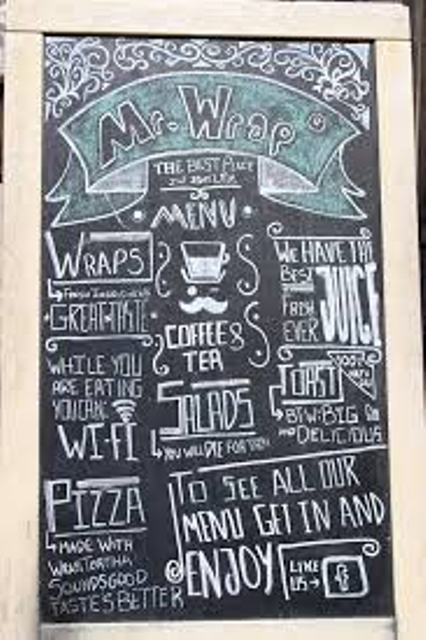 Mr. Wrap
THE BEST PLACE
MENU
WRAPS
FRESH INGREDIENTS
GREAT TASTE
WHILE YOU
ARE EATING
YOU CAN
WI-FI
PIZZA
MADE WITH
WRAP TORTILLA
SOUNDS GOOD
TASTES BETTER
COFFEE &
TEA
SALADS
YOU WILL DIE FOR THEM
WE HAVE THE
BEST
FRESH
EVER
JUICE
TOAST
100%
BTW: BIG
AND DELICIOUS
TO SEE ALL OUR
MENU GET IN AND
ENJOY
LIKE
US → f